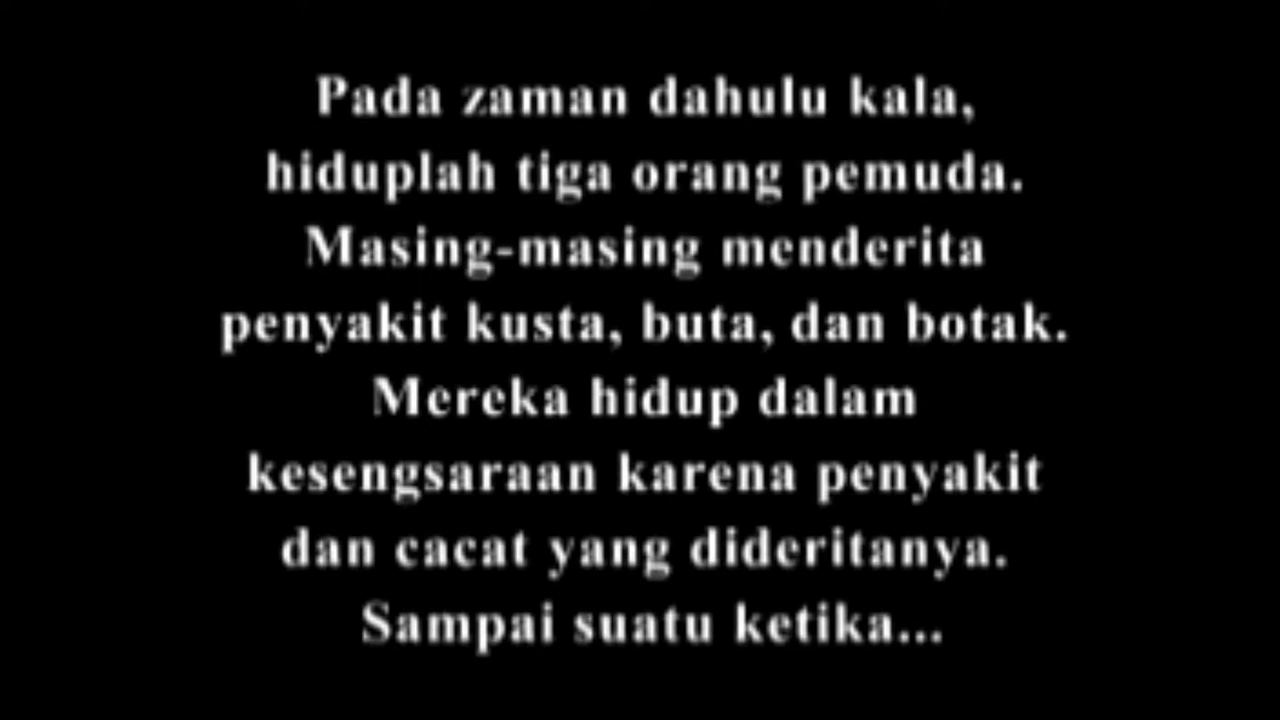 Pada zaman dahulu kala,
hiduplah tiga orang pemuda.
Masing-masing menderita
penyakit kusta, buta, dan botak.
Mereka hidup dalam
kesengsaraan karena penyakit
dan cacat yang dideritanya.
Sampai suatu ketika...